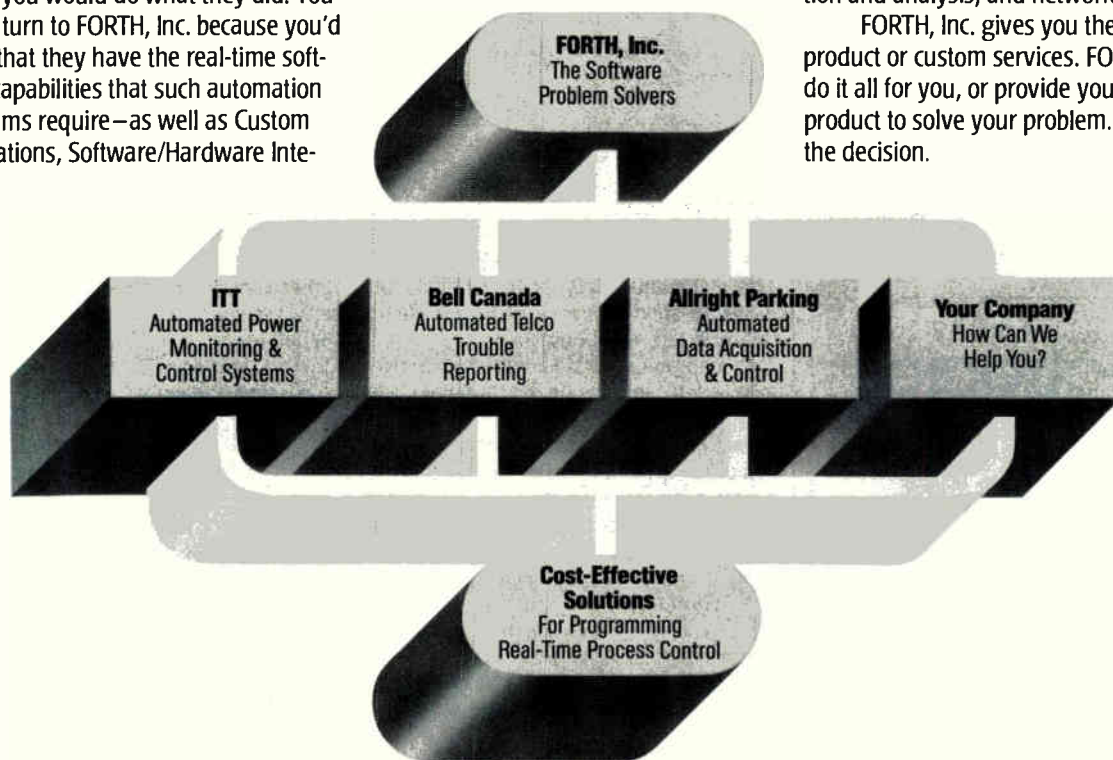 you would do what they did. You
turn to FORTH, Inc. because you'd
that they have the real-time soft-
apabilities that such automation
ms require—as well as Custom
ations, Software/Hardware Inte-
tion and analysis, and network
FORTH, Inc. gives you the
product or custom services. FO
do it all for you, or provide you
product to solve your problem.
the decision.
FORTH, Inc.
The Software
Problem Solvers
ITT
Automated Power
Monitoring &
Control Systems
Bell Canada
Automated Telco
Trouble
Reporting
Allright Parking
Automated
Data Acquisition
& Control
Your Company
How Can We
Help You?
Cost-Effective
Solutions
For Programming
Real-Time Process Control